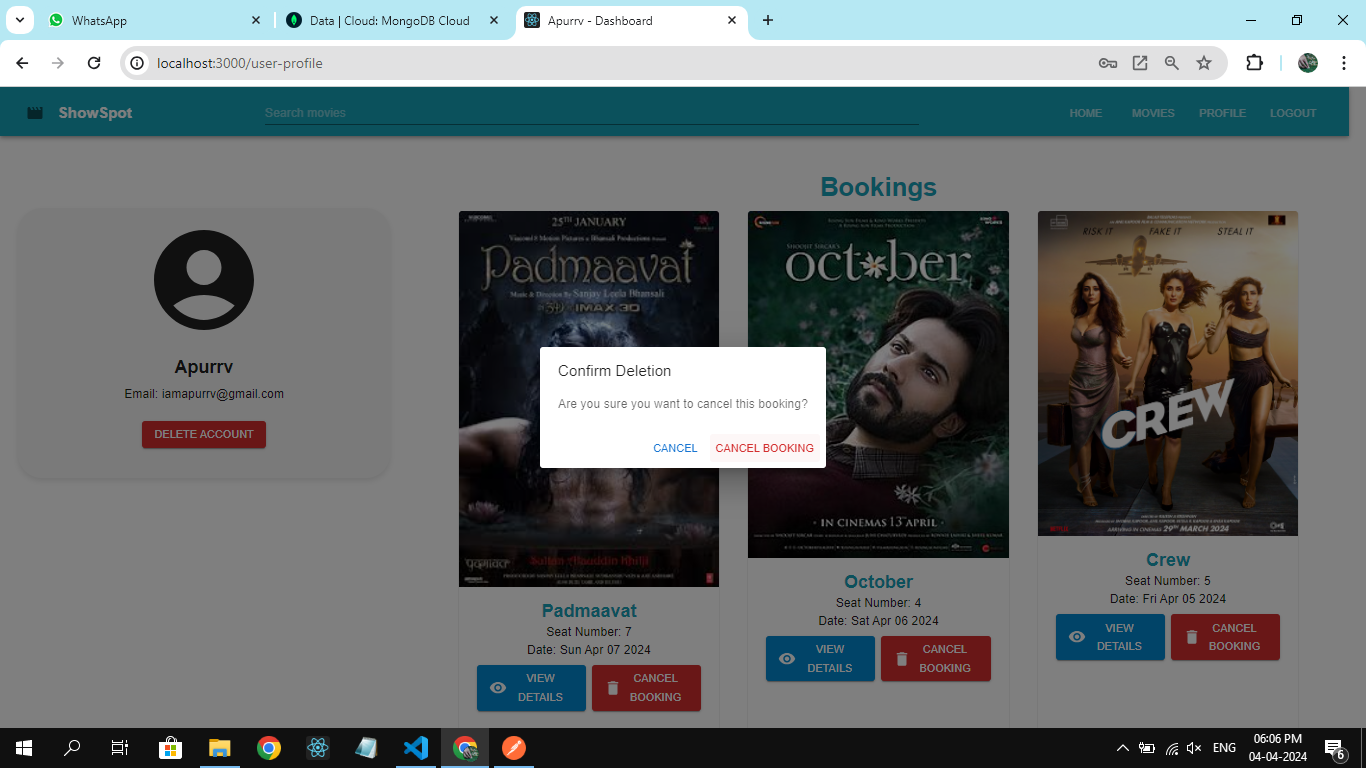 WhatsApp
Data | Cloud: MongoDB Cloud
Apurrv - Dashboard
localhost:3000/user-profile
ShowSpot
Search movies
HOME
MOVIES
PROFILE
LOGOUT
Bookings
Apurrv
Email: iamapurrv@gmail.com
DELETE ACCOUNT
25TH JANUARY
Padmaavat
Music & Direction By Sanjay Leela Bhansali
IMAX 3D
Sultan Alauddin Khilji
Padmaavat
Seat Number: 7
Date: Sun Apr 07 2024
VIEW
DETAILS
CANCEL
BOOKING
SHOOJIT SIRCAR'S
october
IN CINEMAS 13TH APRIL
October
Seat Number: 4
Date: Sat Apr 06 2024
VIEW
DETAILS
CANCEL
BOOKING
RISK IT FAKE IT STEAL IT
CREW
29TH MARCH 2024
Crew
Seat Number: 5
Date: Fri Apr 05 2024
VIEW
DETAILS
CANCEL
BOOKING
Confirm Deletion
Are you sure you want to cancel this booking?
CANCEL
CANCEL BOOKING
ENG
06:06 PM
04-04-2024
6